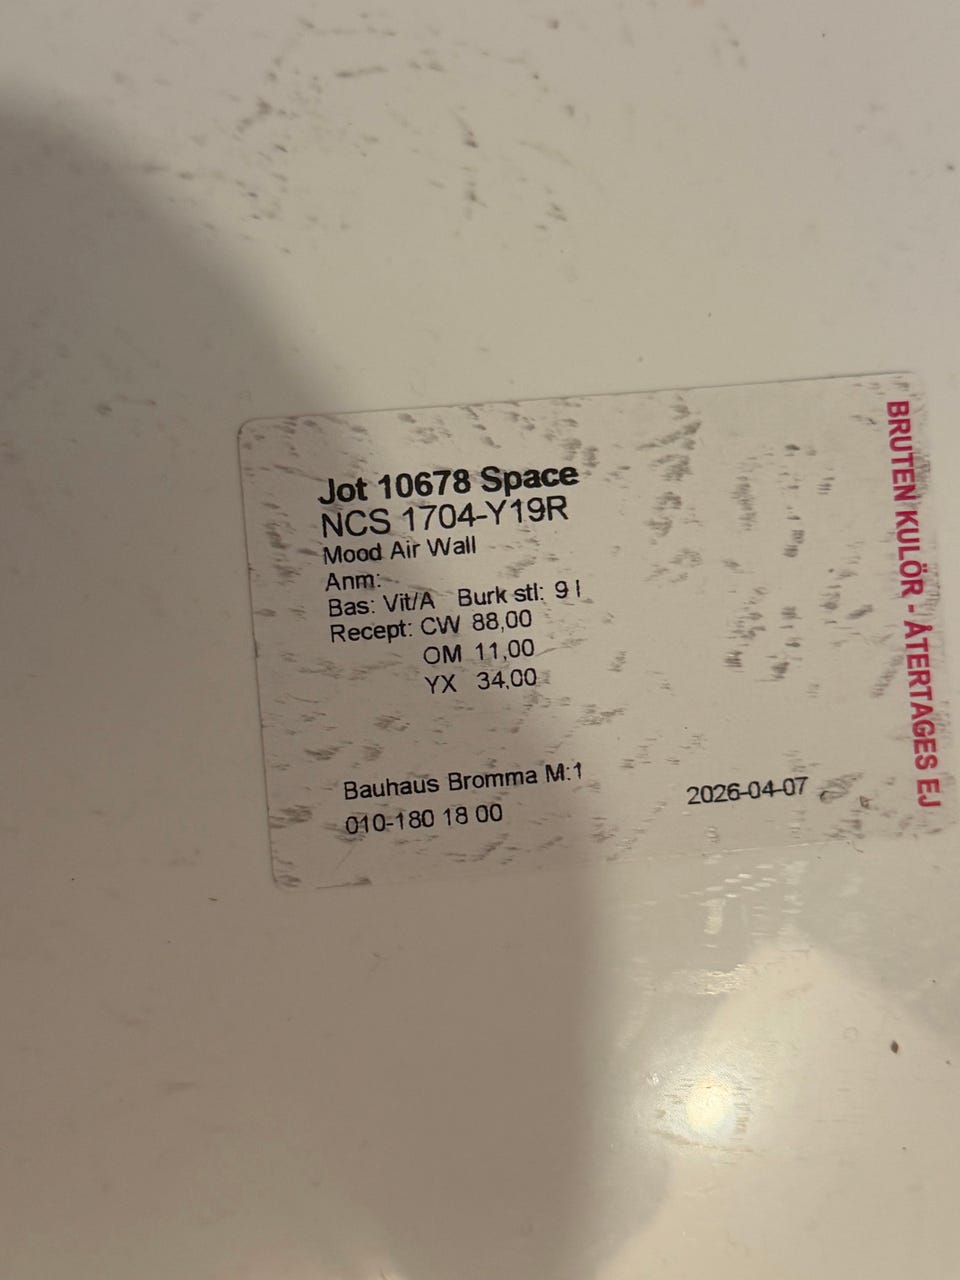 Jot 10678 Space
NCS 1704-Y19R
Mood Air Wall
Anm:
Bas: Vit/A Burk stl: 9 l
Recept: CW 88,00
OM 11,00
YX 34,00
Bauhaus Bromma M:1
010-180 18 00
2026-04-07
BRUTEN KULÖR - ÅTERTAGES EJ